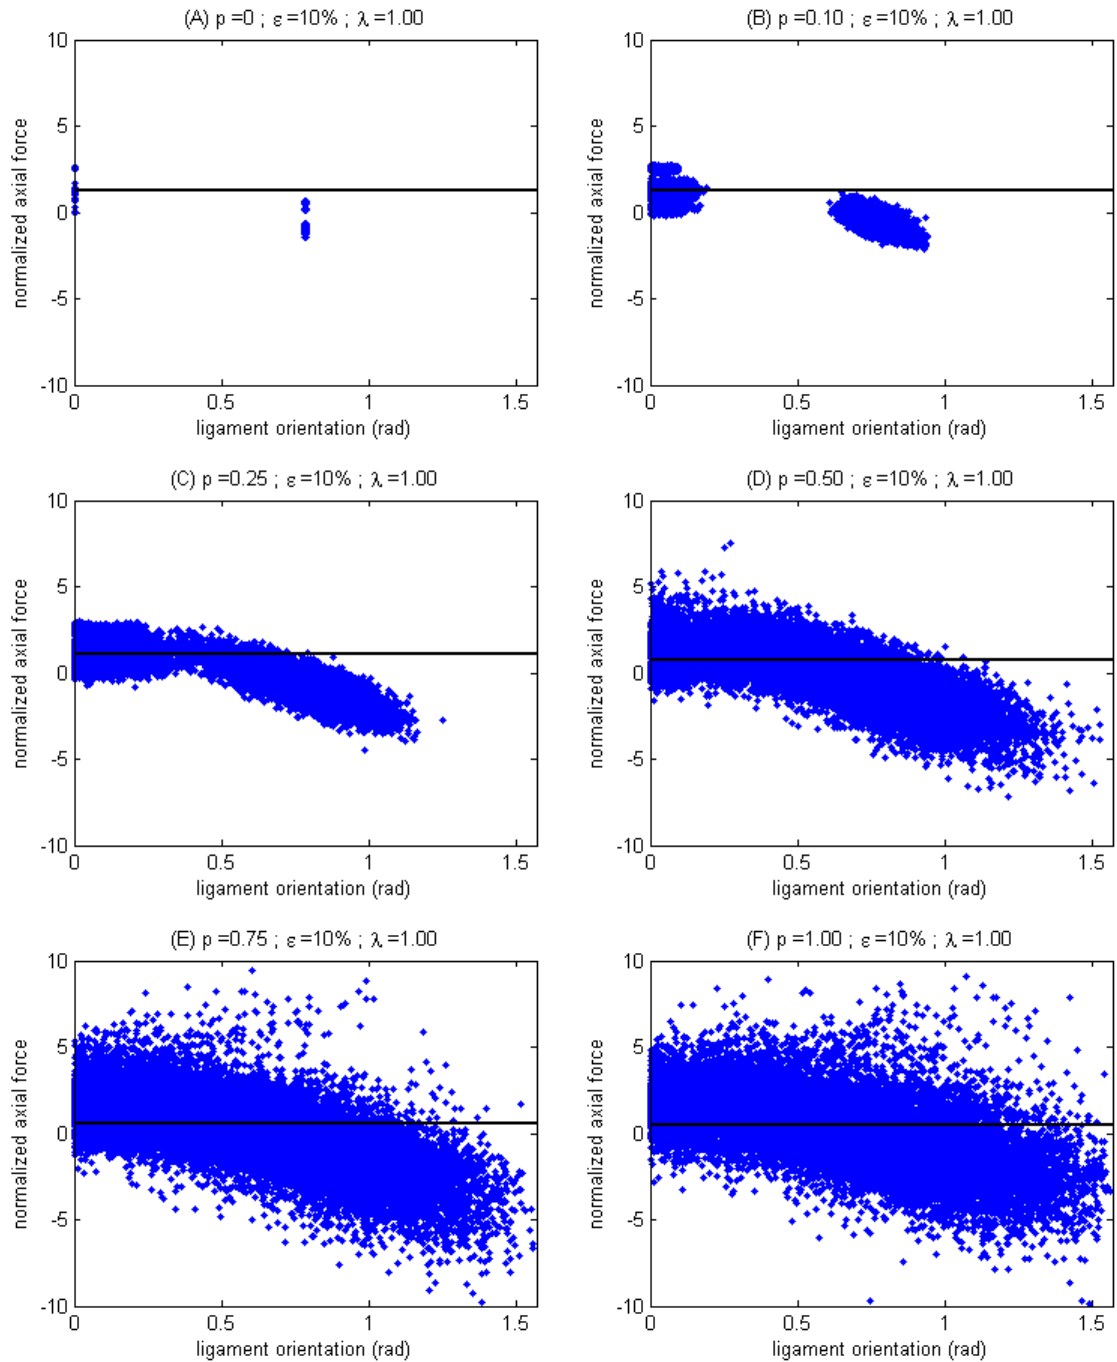 (A) p =0 ; ε =10% ; λ =1.00
10
5
0
-5
-10
normalized axial force
0 0.5 1 1.5
ligament orientation (rad)
(B) p =0.10 ; ε =10% ; λ =1.00
10
5
0
-5
-10
normalized axial force
0 0.5 1 1.5
ligament orientation (rad)
(C) p =0.25 ; ε =10% ; λ =1.00
10
5
0
-5
-10
normalized axial force
0 0.5 1 1.5
ligament orientation (rad)
(D) p =0.50 ; ε =10% ; λ =1.00
10
5
0
-5
-10
normalized axial force
0 0.5 1 1.5
ligament orientation (rad)
(E) p =0.75 ; ε =10% ; λ =1.00
10
5
0
-5
-10
normalized axial force
0 0.5 1 1.5
ligament orientation (rad)
(F) p =1.00 ; ε =10% ; λ =1.00
10
5
0
-5
-10
normalized axial force
0 0.5 1 1.5
ligament orientation (rad)